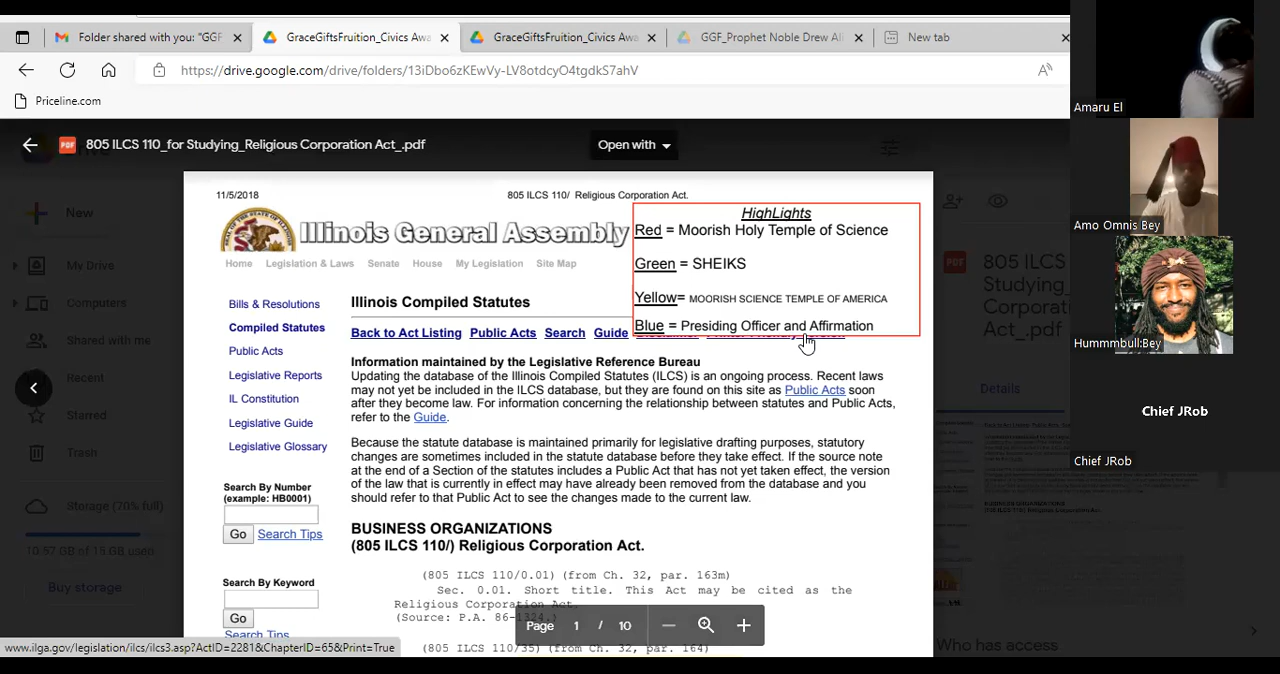 Folder shared with you: "GGF
GraceGiftsFruition_Civics Awa
GraceGiftsFruition_Civics Awa
GGF_Prophet Noble Drew Ali
New tab
https://drive.google.com/drive/folders/13iDbo6zKEwVy-LV8otdcyO4tgdkS7ahV
Priceline.com
805 ILCS 110_for Studying_Religious Corporation Act_.pdf
Open with
New
My Drive
Computers
Shared with me
Recent
Starred
Trash
Storage (70% full)
10.57 GB of 15 GB used
Buy storage
11/5/2018
805 ILCS 110/ Religious Corporation Act.
Illinois General Assembly
Home Legislation & Laws Senate House My Legislation Site Map
HighLights
Red = Moorish Holy Temple of Science
Green = SHEIKS
Yellow= MOORISH SCIENCE TEMPLE OF AMERICA
Blue = Presiding Officer and Affirmation
Bills & Resolutions
Compiled Statutes
Public Acts
Legislative Reports
IL Constitution
Legislative Guide
Legislative Glossary
Search By Number
(example: HB0001)
Go Search Tips
Search By Keyword
Go
Search Tips
Illinois Compiled Statutes
Back to Act Listing Public Acts Search Guide
Information maintained by the Legislative Reference Bureau
Updating the database of the Illinois Compiled Statutes (ILCS) is an ongoing process. Recent laws
may not yet be included in the ILCS database, but they are found on this site as Public Acts soon
after they become law. For information concerning the relationship between statutes and Public Acts,
refer to the Guide.
Because the statute database is maintained primarily for legislative drafting purposes, statutory
changes are sometimes included in the statute database before they take effect. If the source note
at the end of a Section of the statutes includes a Public Act that has not yet taken effect, the version
of the law that is currently in effect may have already been removed from the database and you
should refer to that Public Act to see the changes made to the current law.
BUSINESS ORGANIZATIONS
(805 ILCS 110/) Religious Corporation Act.
(805 ILCS 110/0.01) (from Ch. 32, par. 163m)
Sec. 0.01. Short title. This Act may be cited as the
Religious Corporation Act.
(Source: P.A. 86-1324.)
(805 ILCS 110/35) (from Ch. 32, par. 164)
Page 1 / 10
www.ilga.gov/legislation/ilcs/ilcs3.asp?ActID=2281&ChapterID=65&Print=True
805 ILCS
110_for
Studying_
Religious
Corporatio
Act_.pdf
Details
Who has access
Amaru El
Amo Omnis Bey
Hummmbull:Bey
Chief JRob
Chief JRob